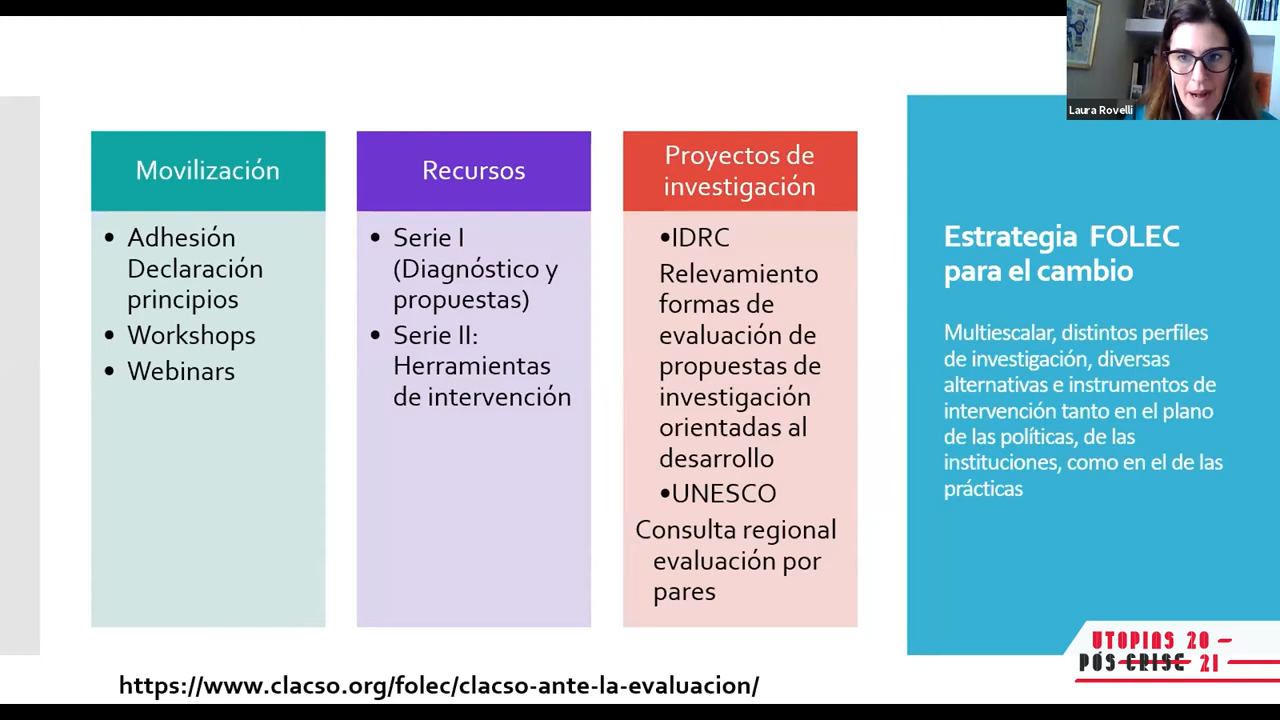 Laura Rovelli
Movilización
• Adhesión
Declaración
principios
• Workshops
• Webinars
Recursos
• Serie I
(Diagnóstico y
propuestas)
• Serie II:
Herramientas
de intervención
Proyectos de
investigación
•IDRC
Relevamiento
formas de
evaluación de
propuestas de
investigación
orientadas al
desarrollo
•UNESCO
Consulta regional
evaluación por
pares
Estrategia FOLEC
para el cambio
Multiescalar, distintos perfiles
de investigación, diversas
alternativas e instrumentos de
intervención tanto en el plano
de las políticas, de las
instituciones, como en el de las
prácticas
UTOPIAS 20
PÓS CRISE 21
https://www.clacso.org/folec/clacso-ante-la-evaluacion/